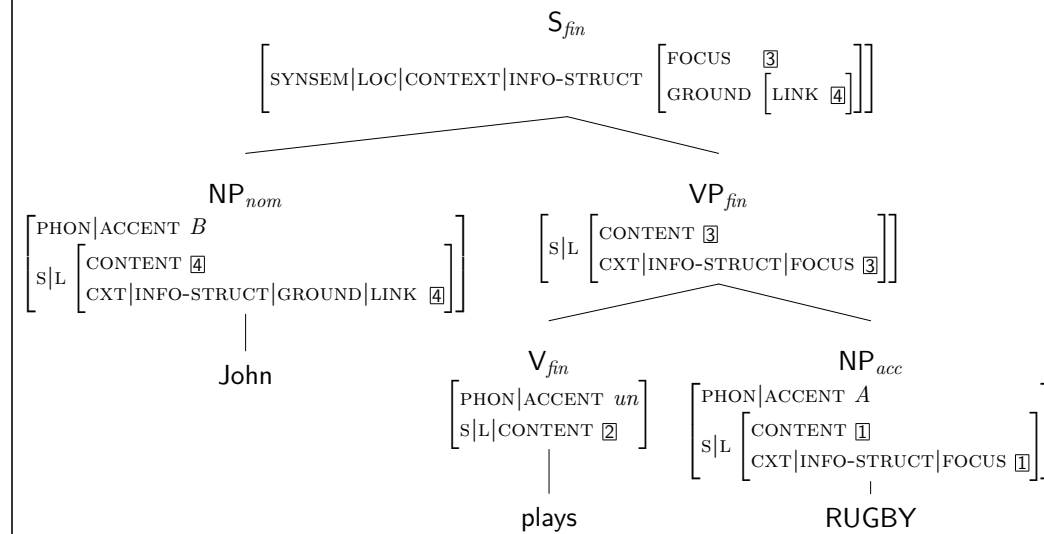 S fin
[SYNSEM|LOC|CONTEXT|INFO-STRUCT [FOCUS 3
GROUND [LINK 4]]]
NP nom VP fin
[PHON|ACCENT B
S|L [CONTENT 4
CXT|INFO-STRUCT|GROUND|LINK 4]]
[S|L [CONTENT 3
CXT|INFO-STRUCT|FOCUS 3]]
John
V fin NP acc
[PHON|ACCENT un
S|L|CONTENT 2]
[PHON|ACCENT A
S|L [CONTENT 1
CXT|INFO-STRUCT|FOCUS 1]]
plays RUGBY